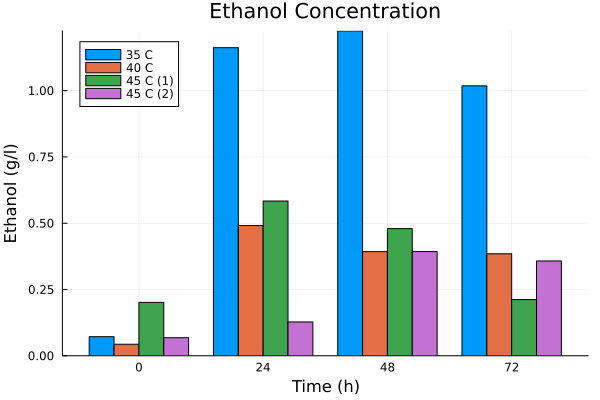 Ethanol Concentration
35 C
40 C
45 C (1)
45 C (2)
Ethanol (g/l)
1.00
0.75
0.50
0.25
0.00
0 24 48 72
Time (h)